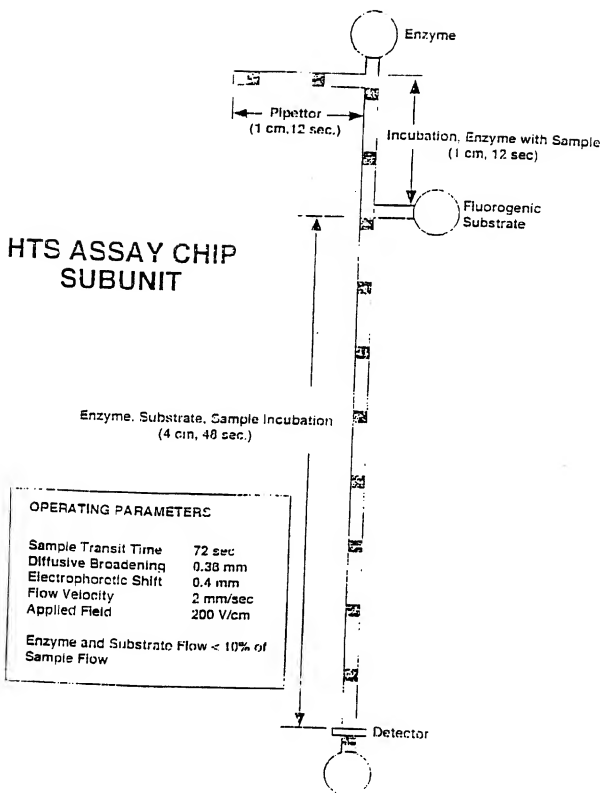 Enzyme
Pipettor
(1 cm,12 sec.)
Incubation, Enzyme with Sample
(1 cm, 12 sec)
Fluorogenic
Substrate
HTS ASSAY CHIP
SUBUNIT
Enzyme, Substrate, Sample Incubation
(4 cm, 48 sec.)
OPERATING PARAMETERS
Sample Transit Time 72 sec
Diffusive Broadening 0.38 mm
Electrophoretic Shift 0.4 mm
Flow Velocity 2 mm/sec
Applied Field 200 V/cm
Enzyme and Substrate Flow < 10% of
Sample Flow
Detector